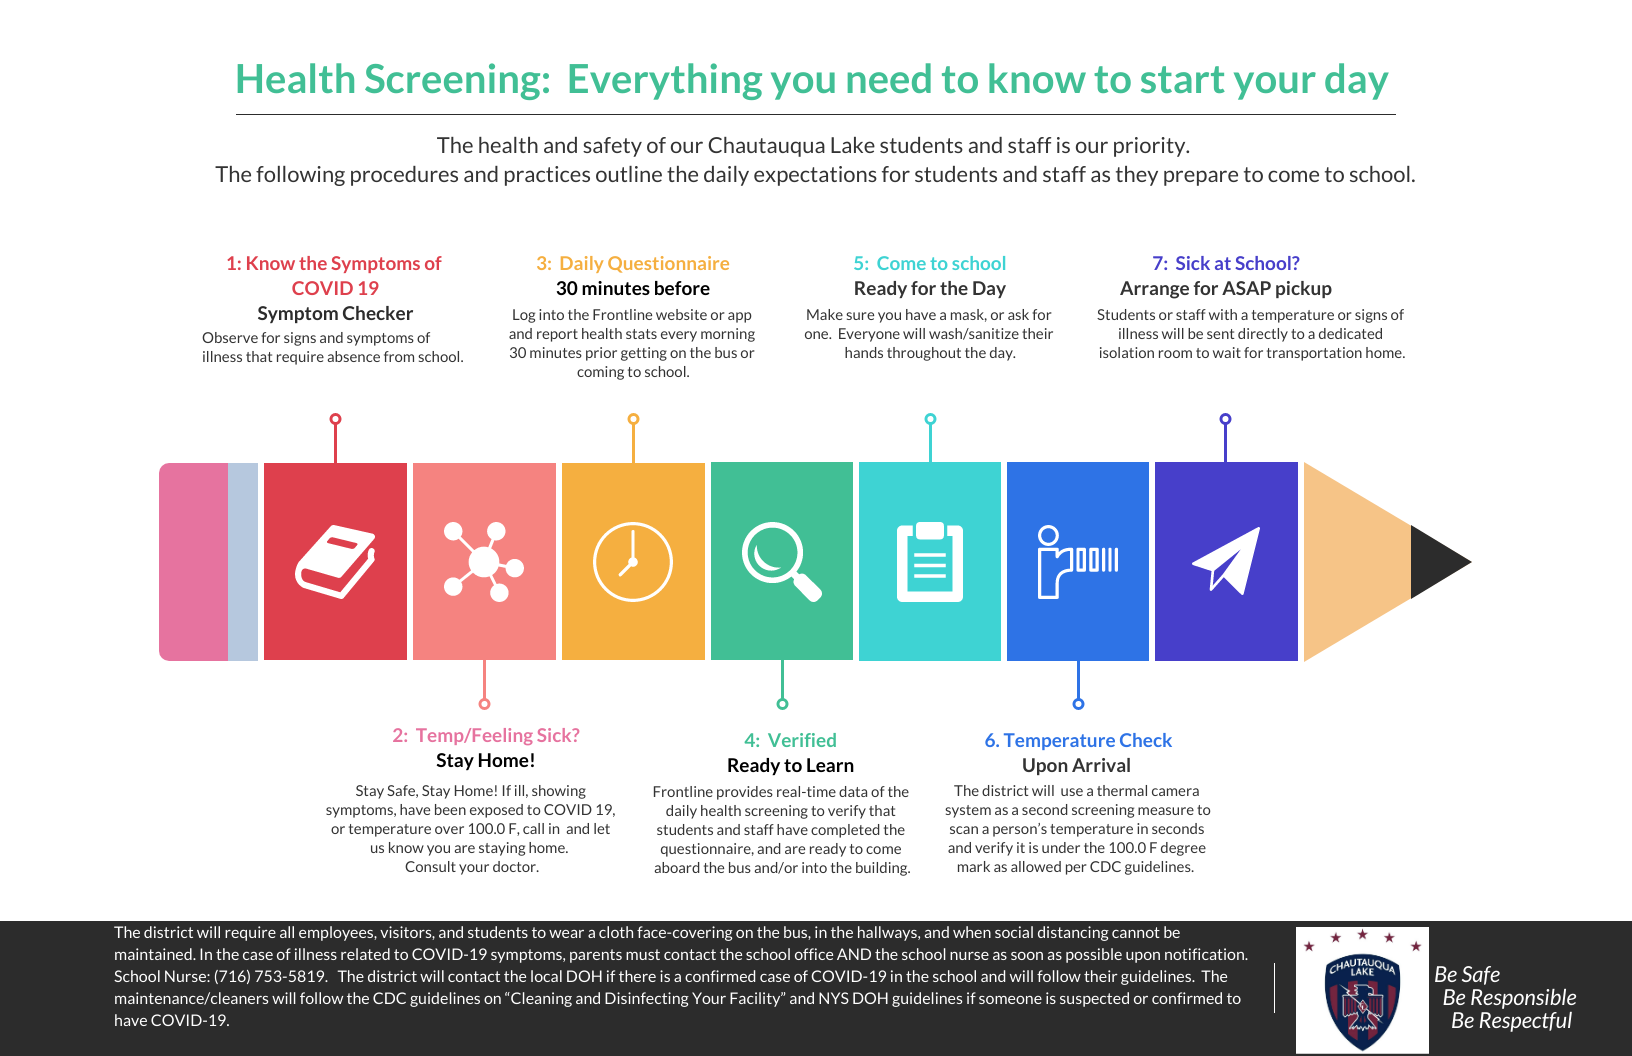 Health Screening:  Everything you need to know to start your day
The health and safety of our Chautauqua Lake students and staff is our priority.
The following procedures and practices outline the daily expectations for students and staff as they prepare to come to school.
1: Know the Symptoms of
COVID 19
Symptom Checker
Observe for signs and symptoms of
illness that require absence from school.
3:  Daily Questionnaire
30 minutes before
Log into the Frontline website or app
and report health stats every morning
30 minutes prior getting on the bus or
coming to school.
5:  Come to school
Ready for the Day
Make sure you have a mask, or ask for
one.  Everyone will wash/sanitize their
hands throughout the day.
7:  Sick at School?
Arrange for ASAP pickup
Students or staff with a temperature or signs of
illness will be sent directly to a dedicated
isolation room to wait for transportation home.
2:  Temp/Feeling Sick?
Stay Home!
Stay Safe, Stay Home! If ill, showing
symptoms, have been exposed to COVID 19,
or temperature over 100.0 F, call in  and let
us know you are staying home.
Consult your doctor.
4:  Verified
Ready to Learn
Frontline provides real-time data of the
daily health screening to verify that
students and staff have completed the
questionnaire, and are ready to come
aboard the bus and/or into the building.
6. Temperature Check
Upon Arrival
The district will  use a thermal camera
system as a second screening measure to
scan a person's temperature in seconds
and verify it is under the 100.0 F degree
mark as allowed per CDC guidelines.
The district will require all employees, visitors, and students to wear a cloth face-covering on the bus, in the hallways, and when social distancing cannot be
maintained. In the case of illness related to COVID-19 symptoms, parents must contact the school office AND the school nurse as soon as possible upon notification.
School Nurse: (716) 753-5819.   The district will contact the local DOH if there is a confirmed case of COVID-19 in the school and will follow their guidelines.  The
maintenance/cleaners will follow the CDC guidelines on “Cleaning and Disinfecting Your Facility” and NYS DOH guidelines if someone is suspected or confirmed to
have COVID-19.
CHAUTAUQUA
LAKE
Be Safe
Be Responsible
Be Respectful